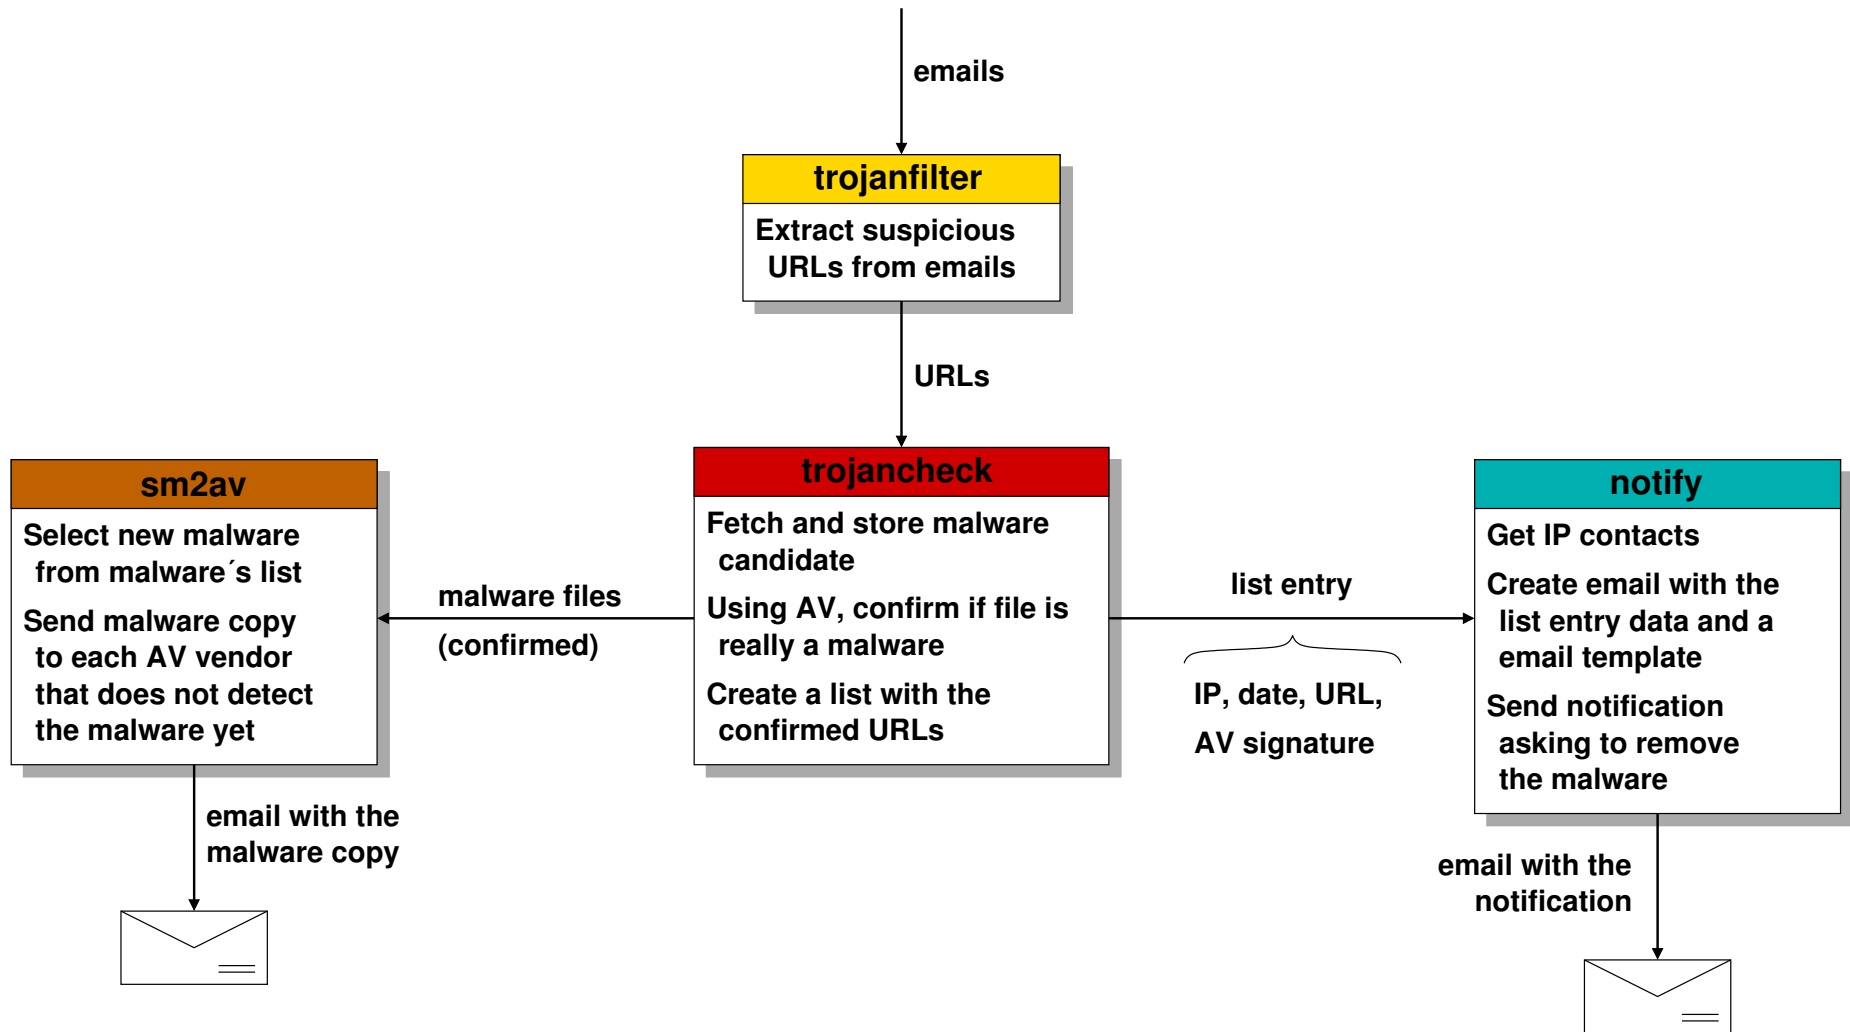 emails
trojanfilter
Extract suspicious
URLs from emails
URLs
sm2av
Select new malware
from malware´s list
Send malware copy
to each AV vendor
that does not detect
the malware yet
malware files
(confirmed)
trojancheck
Fetch and store malware
candidate
Using AV, confirm if file is
really a malware
Create a list with the
confirmed URLs
list entry
IP, date, URL,
AV signature
notify
Get IP contacts
Create email with the
list entry data and a
email template
Send notification
asking to remove
the malware
email with the
malware copy
email with the
notification